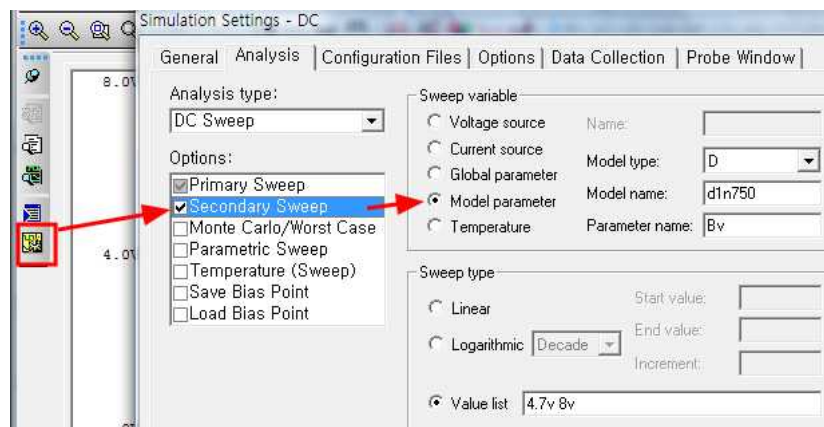 Simulation Settings - DC
General Analysis Configuration Files Options Data Collection Probe Window
8.0V
4.0V
Analysis type:
DC Sweep
Options:
Primary Sweep
Secondary Sweep
Monte Carlo/Worst Case
Parametric Sweep
Temperature (Sweep)
Save Bias Point
Load Bias Point
Sweep variable
Voltage source
Current source
Global parameter
Model parameter
Temperature
Name:
Model type: D
Model name: d1n750
Parameter name: Bv
Sweep type
Linear
Logarithmic Decade
Start value:
End value:
Increment:
Value list 4.7v 8v